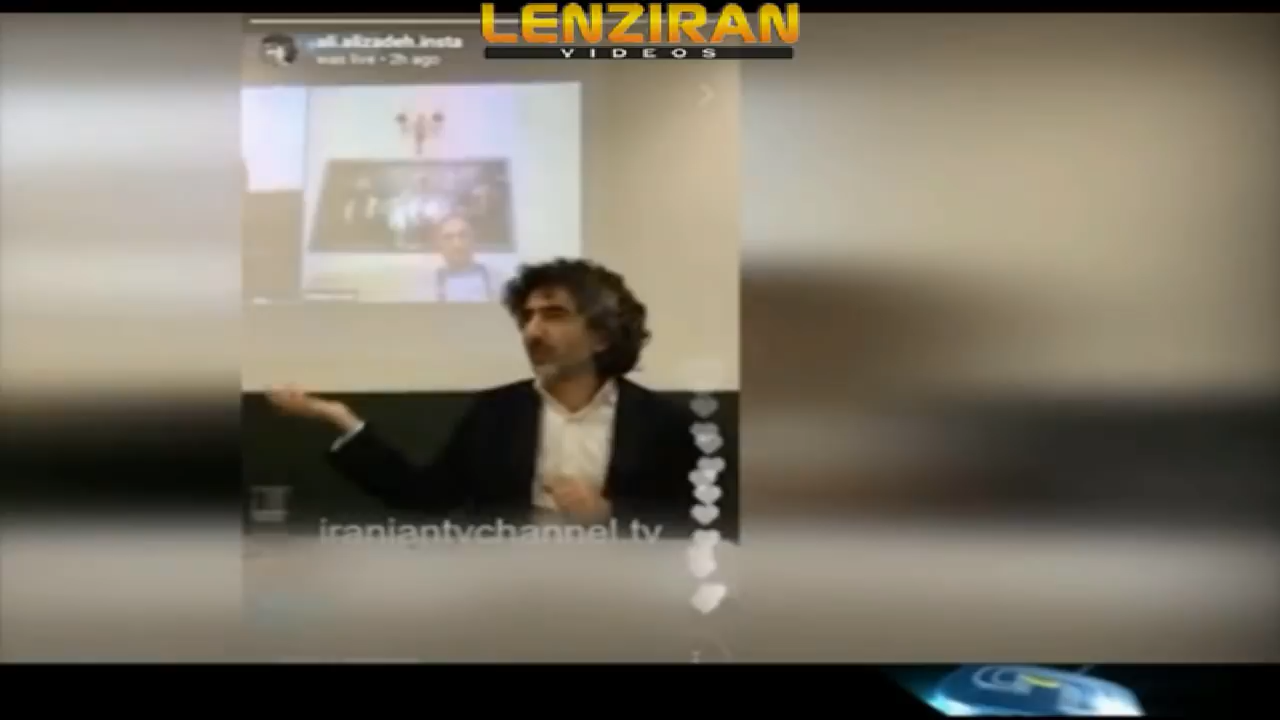 LENZIRAN
VIDEOS
ali.alizadeh.insta
was live • 2h ago
iraniantvchannel.tv